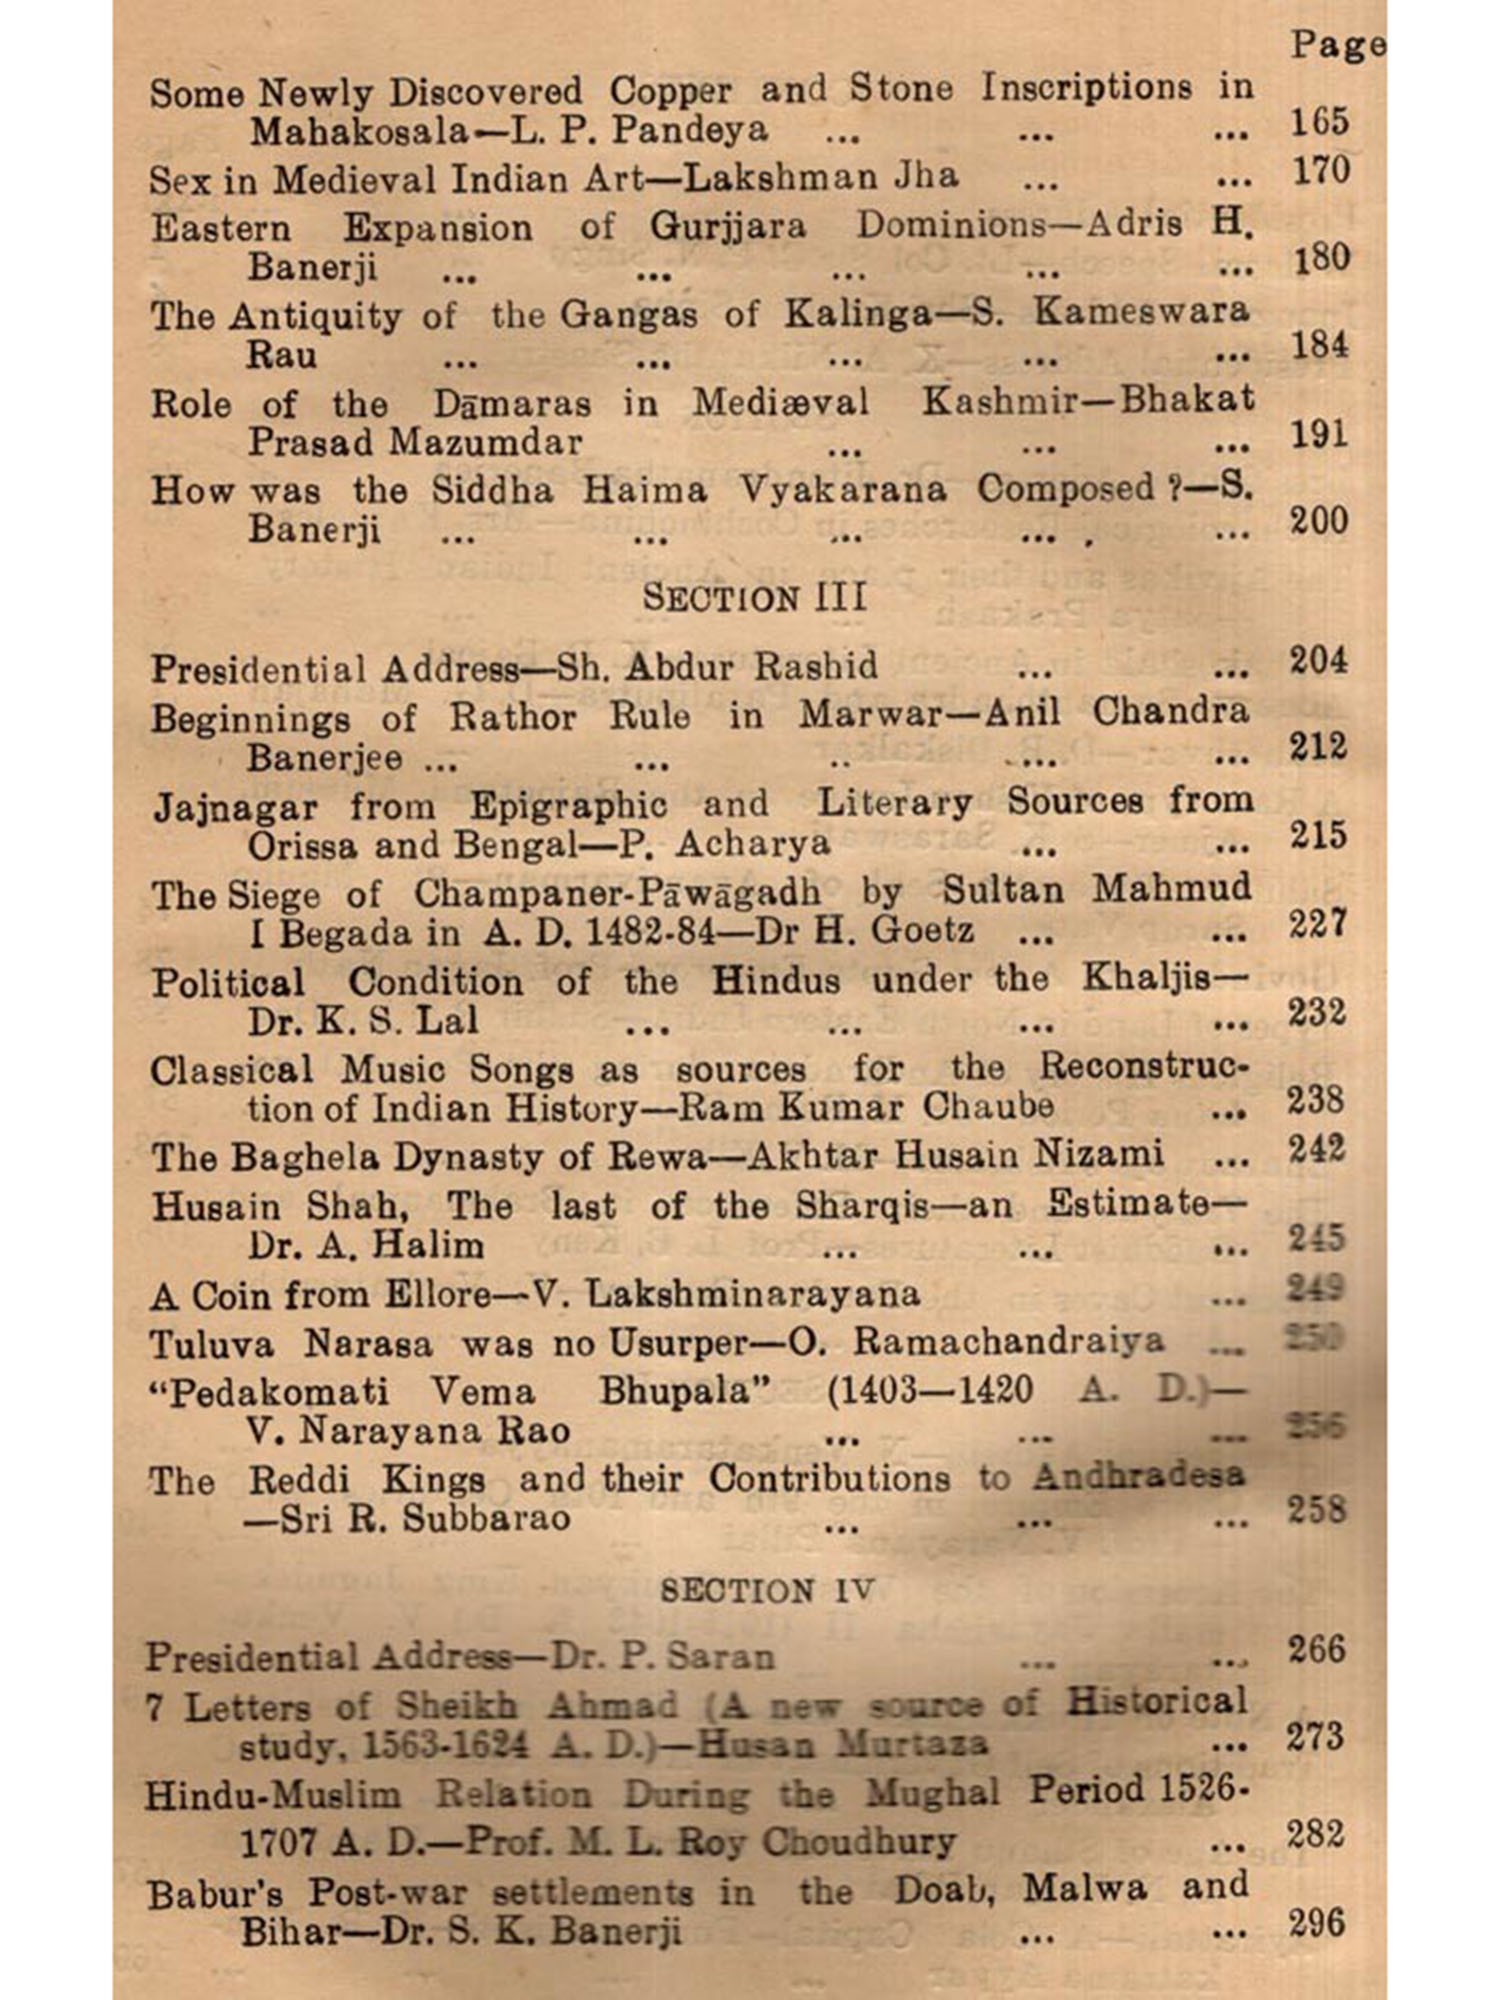 Page
Some Newly Discovered Copper and Stone Inscriptions in
Mahakosala—L. P. Pandeya ... ... ... 165
Sex in Medieval Indian Art—Lakshman Jha ... ... 170
Eastern Expansion of Gurjjara Dominions—Adris H.
Banerji ... ... ... ... ... 180
The Antiquity of the Gangas of Kalinga—S. Kameswara
Rau ... ... ... ... ... 184
Role of the Dāmaras in Mediæval Kashmir—Bhakat
Prasad Mazumdar ... ... ... 191
How was the Siddha Haima Vyakarana Composed ?—S.
Banerji ... ... ... ... . ... 200
SECTION III
Presidential Address—Sh. Abdur Rashid ... ... 204
Beginnings of Rathor Rule in Marwar—Anil Chandra
Banerjee ... ... .. ... ... 212
Jajnagar from Epigraphic and Literary Sources from
Orissa and Bengal—P. Acharya ... ... 215
The Siege of Champaner-Pāwāgadh by Sultan Mahmud
I Begada in A. D. 1482-84—Dr H. Goetz ... ... 227
Political Condition of the Hindus under the Khaljis—
Dr. K. S. Lal ... ... ... ... 232
Classical Music Songs as sources for the Reconstruc-
tion of Indian History—Ram Kumar Chaube ... 238
The Baghela Dynasty of Rewa—Akhtar Husain Nizami ... 242
Husain Shah, The last of the Sharqis—an Estimate—
Dr. A. Halim ... ... ... 245
A Coin from Ellore—V. Lakshminarayana ... 249
Tuluva Narasa was no Usurper—O. Ramachandraiya ... 250
“Pedakomati Vema Bhupala” (1403—1420 A. D.)—
V. Narayana Rao ... ... ... 256
The Reddi Kings and their Contributions to Andhradesa
—Sri R. Subbarao ... ... ... 258
SECTION IV
Presidential Address—Dr. P. Saran ... ... 266
7 Letters of Sheikh Ahmad (A new source of Historical
study, 1563-1624 A. D.)—Husan Murtaza ... 273
Hindu-Muslim Relation During the Mughal Period 1526-
1707 A. D.—Prof. M. L. Roy Choudhury ... 282
Babur's Post-war settlements in the Doab, Malwa and
Bihar—Dr. S. K. Banerji ... ... 296